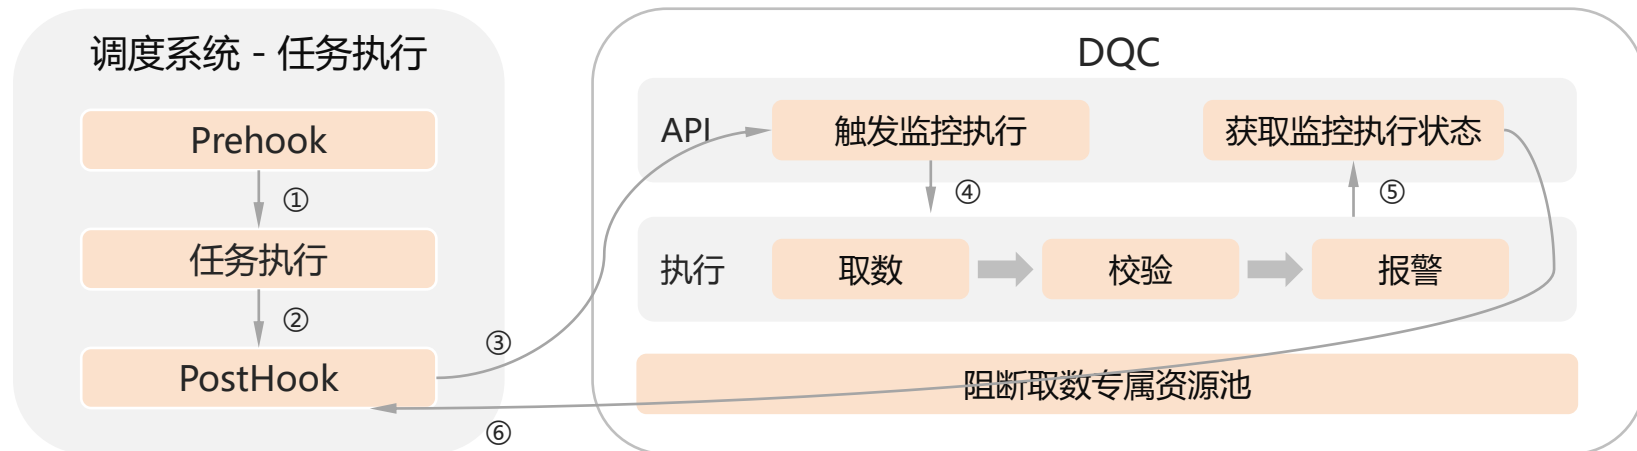 调度系统 - 任务执行
Prehook
①
任务执行
②
PostHook
③
⑥
DQC
API
触发监控执行
获取监控执行状态
④
⑤
执行
取数
校验
报警
阻断取数专属资源池